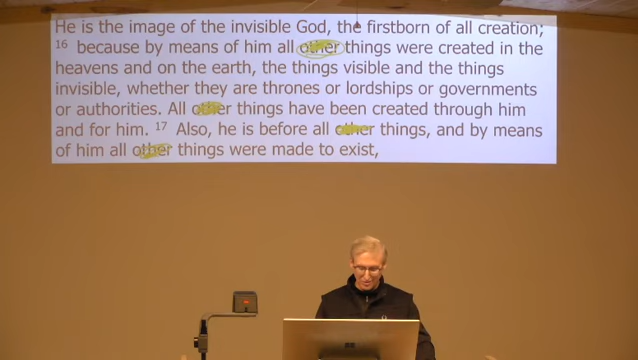 He is the image of the invisible God, the firstborn of all creation;
16 because by means of him all other things were created in the
heavens and on the earth, the things visible and the things
invisible, whether they are thrones or lordships or governments
or authorities. All other things have been created through him
and for him. 17 Also, he is before all other things, and by means
of him all other things were made to exist,